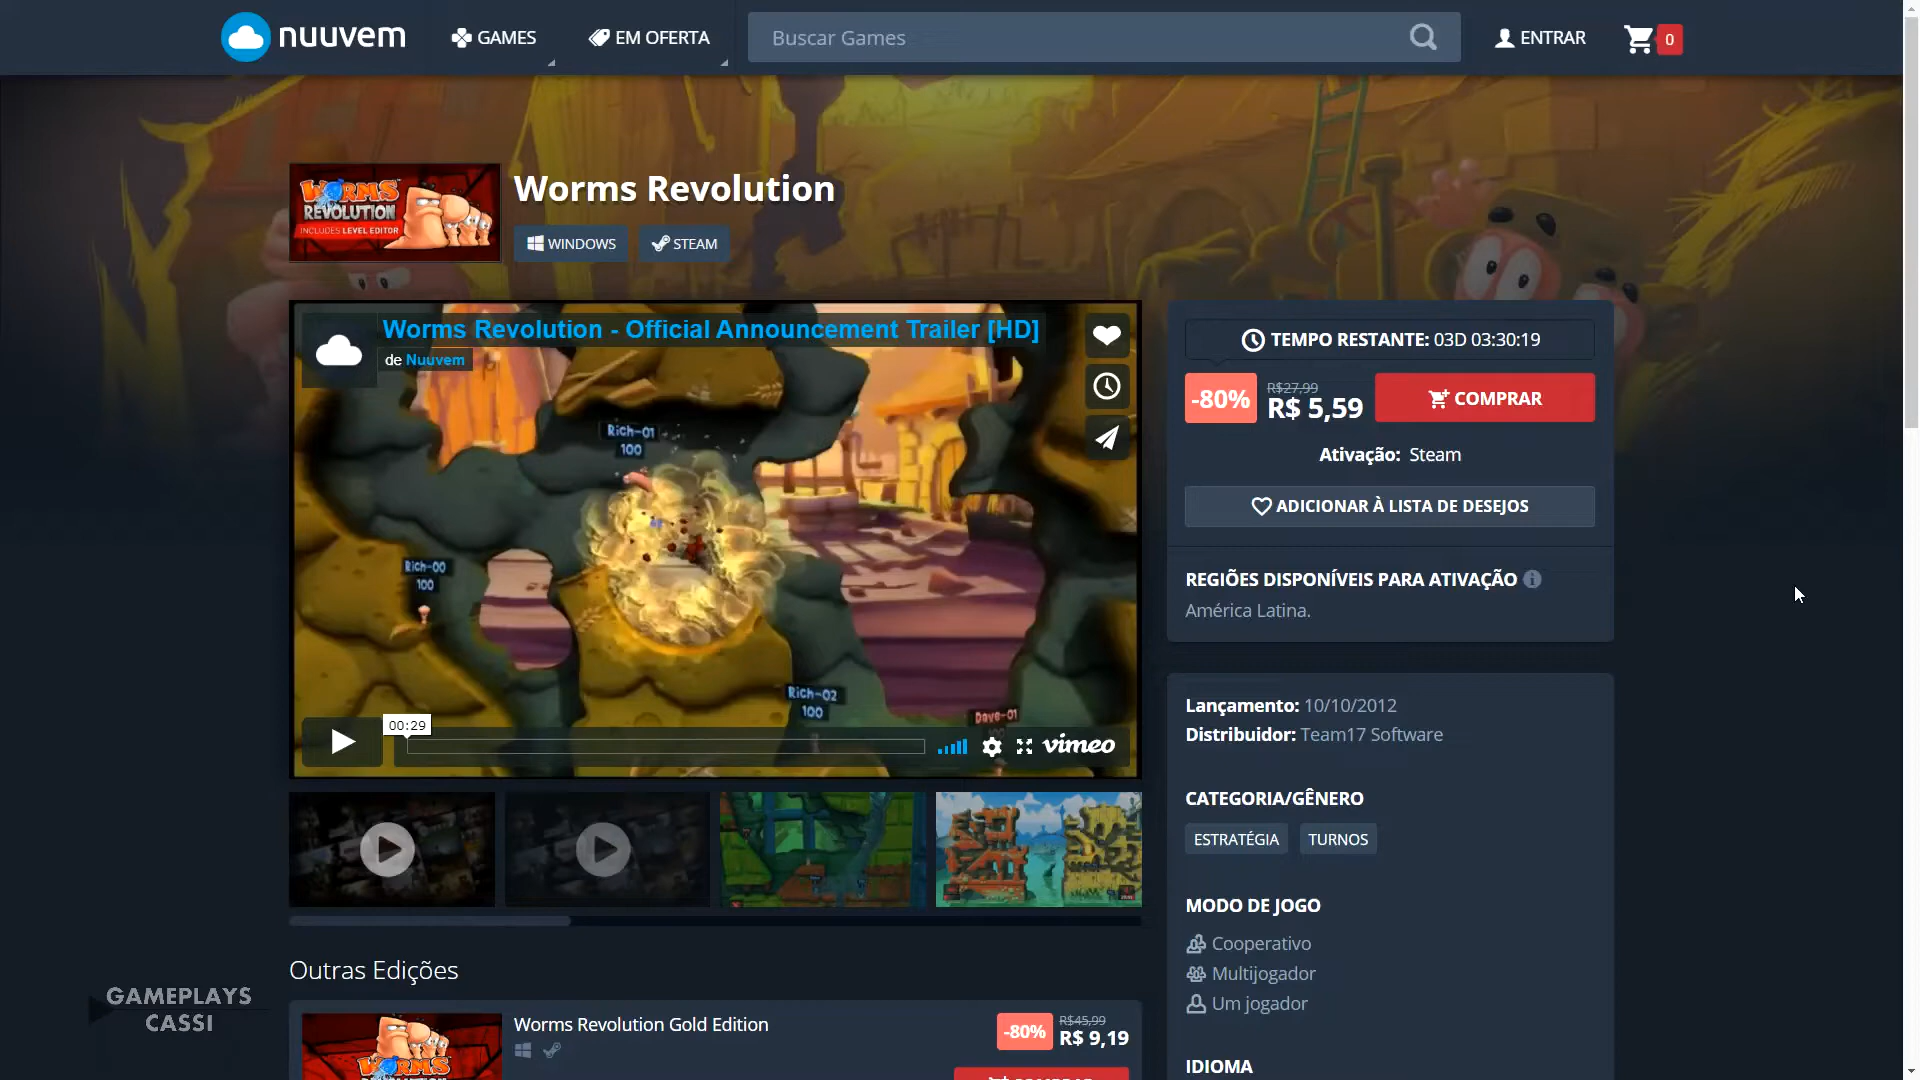 nuuvem
GAMES
EM OFERTA
Buscar Games
ENTRAR
0
WORMS
REVOLUTION
INCLUDES LEVEL EDITOR
Worms Revolution
WINDOWS
STEAM
Worms Revolution - Official Announcement Trailer [HD]
de Nuuvem
Rich-01
100
Rich-00
100
Rich-02
100
Dave-01
00:29
vimeo
TEMPO RESTANTE: 03D 03:30:19
-80%
R$27,99
R$ 5,59
COMPRAR
Ativação: Steam
ADICIONAR À LISTA DE DESEJOS
REGIÕES DISPONÍVEIS PARA ATIVAÇÃO
América Latina.
Lançamento: 10/10/2012
Distribuidor: Team17 Software
CATEGORIA/GÊNERO
ESTRATÉGIA
TURNOS
MODO DE JOGO
Cooperativo
Multijogador
Um jogador
IDIOMA
Outras Edições
WORMS
Worms Revolution Gold Edition
-80%
R$45,99
R$ 9,19
GAMEPLAYS
CASSI